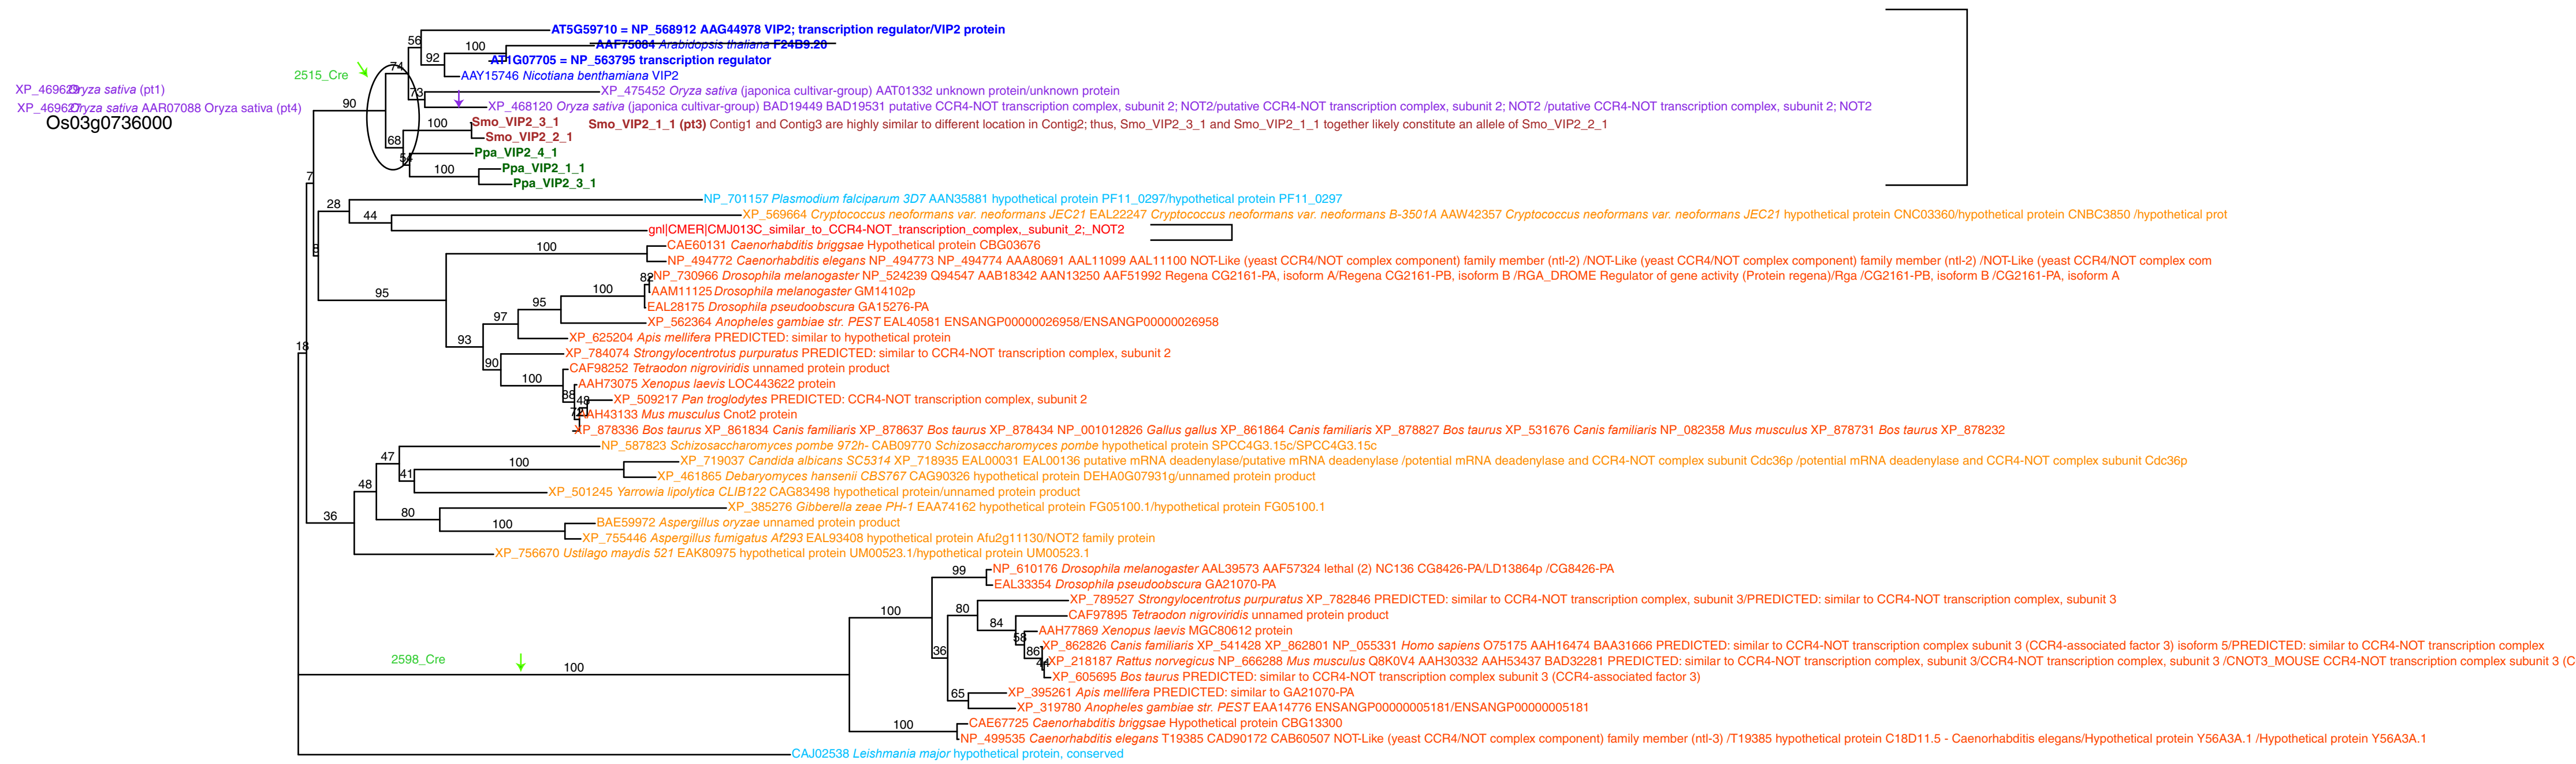 AT5G59710 = NP_568912 AAG44978 VIP2; transcription regulator/VIP2 protein
56
AAF75084 Arabidopsis thaliana F24B9.20
100
92
AT1G07705 = NP_563795 transcription regulator
74
2515_Cre
AAY15746 Nicotiana benthamiana VIP2
XP_469629 Oryza sativa (pt1)
73
XP_475452 Oryza sativa (japonica cultivar-group) AAT01332 unknown protein/unknown protein
XP_469627 Oryza sativa AAR07088 Oryza sativa (pt4)
90
XP_468120 Oryza sativa (japonica cultivar-group) BAD19449 BAD19531 putative CCR4-NOT transcription complex, subunit 2; NOT2/putative CCR4-NOT transcription complex, subunit 2; NOT2 /putative CCR4-NOT transcription complex, subunit 2; NOT2
Os03g0736000
100
Smo_VIP2_3_1
Smo_VIP2_1_1 (pt3) Contig1 and Contig3 are highly similar to different location in Contig2; thus, Smo_VIP2_3_1 and Smo_VIP2_1_1 together likely constitute an allele of Smo_VIP2_2_1
Smo_VIP2_2_1
68
Ppa_VIP2_4_1
54
100
Ppa_VIP2_1_1
7
Ppa_VIP2_3_1
NP_701157 Plasmodium falciparum 3D7 AAN35881 hypothetical protein PF11_0297/hypothetical protein PF11_0297
28
44
XP_569664 Cryptococcus neoformans var. neoformans JEC21 EAL22247 Cryptococcus neoformans var. neoformans B-3501A AAW42357 Cryptococcus neoformans var. neoformans JEC21 hypothetical protein CNC03360/hypothetical protein CNBC3850 /hypothetical prot
gnl|CMER|CMJ013C_similar_to_CCR4-NOT_transcription_complex,_subunit_2;_NOT2
8
100
CAE60131 Caenorhabditis briggsae Hypothetical protein CBG03676
NP_494772 Caenorhabditis elegans NP_494773 NP_494774 AAA80691 AAL11099 AAL11100 NOT-Like (yeast CCR4/NOT complex component) family member (ntl-2) /NOT-Like (yeast CCR4/NOT complex component) family member (ntl-2) /NOT-Like (yeast CCR4/NOT complex com
82
NP_730966 Drosophila melanogaster NP_524239 Q94547 AAB18342 AAN13250 AAF51992 Regena CG2161-PA, isoform A/Regena CG2161-PB, isoform B /RGA_DROME Regulator of gene activity (Protein regena)/Rga /CG2161-PB, isoform B /CG2161-PA, isoform A
95
100
AAM11125 Drosophila melanogaster GM14102p
95
EAL28175 Drosophila pseudoobscura GA15276-PA
97
XP_562364 Anopheles gambiae str. PEST EAL40581 ENSANGP00000026958/ENSANGP00000026958
93
XP_625204 Apis mellifera PREDICTED: similar to hypothetical protein
18
XP_784074 Strongylocentrotus purpuratus PREDICTED: similar to CCR4-NOT transcription complex, subunit 2
90
CAF98252 Tetraodon nigroviridis unnamed protein product
100
AAH73075 Xenopus laevis LOC443622 protein
88
48
XP_509217 Pan troglodytes PREDICTED: CCR4-NOT transcription complex, subunit 2
AAH43133 Mus musculus Cnot2 protein
XP_878336 Bos taurus XP_861834 Canis familiaris XP_878637 Bos taurus XP_878434 NP_001012826 Gallus gallus XP_861864 Canis familiaris XP_878827 Bos taurus XP_531676 Canis familiaris NP_082358 Mus musculus XP_878731 Bos taurus XP_878232
NP_587823 Schizosaccharomyces pombe 972h- CAB09770 Schizosaccharomyces pombe hypothetical protein SPCC4G3.15c/SPCC4G3.15c
47
100
XP_719037 Candida albicans SC5314 XP_718935 EAL00031 EAL00136 putative mRNA deadenylase/putative mRNA deadenylase /potential mRNA deadenylase and CCR4-NOT complex subunit Cdc36p /potential mRNA deadenylase and CCR4-NOT complex subunit Cdc36p
41
XP_461865 Debaryomyces hansenii CBS767 CAG90326 hypothetical protein DEHA0G07931g/unnamed protein product
48
XP_501245 Yarrowia lipolytica CLIB122 CAG83498 hypothetical protein/unnamed protein product
36
80
XP_385276 Gibberella zeae PH-1 EAA74162 hypothetical protein FG05100.1/hypothetical protein FG05100.1
100
BAE59972 Aspergillus oryzae unnamed protein product
XP_755446 Aspergillus fumigatus Af293 EAL93408 hypothetical protein Afu2g11130/NOT2 family protein
XP_756670 Ustilago maydis 521 EAK80975 hypothetical protein UM00523.1/hypothetical protein UM00523.1
99
NP_610176 Drosophila melanogaster AAL39573 AAF57324 lethal (2) NC136 CG8426-PA/LD13864p /CG8426-PA
EAL33354 Drosophila pseudoobscura GA21070-PA
100
80
XP_789527 Strongylocentrotus purpuratus XP_782846 PREDICTED: similar to CCR4-NOT transcription complex, subunit 3/PREDICTED: similar to CCR4-NOT transcription complex, subunit 3
84
CAF97895 Tetraodon nigroviridis unnamed protein product
58
AAH77869 Xenopus laevis MGC80612 protein
36
86
XP_862826 Canis familiaris XP_541428 XP_862801 NP_055331 Homo sapiens O75175 AAH16474 BAA31666 PREDICTED: similar to CCR4-NOT transcription complex subunit 3 (CCR4-associated factor 3) isoform 5/PREDICTED: similar to CCR4-NOT transcription complex
2598_Cre
44
XP_218187 Rattus norvegicus NP_666288 Mus musculus Q8K0V4 AAH30332 AAH53437 BAD32281 PREDICTED: similar to CCR4-NOT transcription complex, subunit 3/CCR4-NOT transcription complex, subunit 3 /CNOT3_MOUSE CCR4-NOT transcription complex subunit 3 (C
100
XP_605695 Bos taurus PREDICTED: similar to CCR4-NOT transcription complex subunit 3 (CCR4-associated factor 3)
65
XP_395261 Apis mellifera PREDICTED: similar to GA21070-PA
XP_319780 Anopheles gambiae str. PEST EAA14776 ENSANGP00000005181/ENSANGP00000005181
100
CAE67725 Caenorhabditis briggsae Hypothetical protein CBG13300
NP_499535 Caenorhabditis elegans T19385 CAD90172 CAB60507 NOT-Like (yeast CCR4/NOT complex component) family member (ntl-3) /T19385 hypothetical protein C18D11.5 - Caenorhabditis elegans/Hypothetical protein Y56A3A.1 /Hypothetical protein Y56A3A.1
CAJ02538 Leishmania major hypothetical protein, conserved